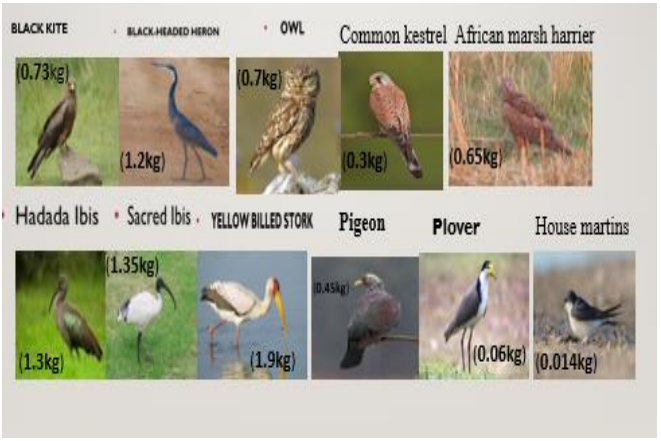 BLACK KITE
• BLACK-HEADED HERON
• OWL
Common kestrel
African marsh harrier
(0.73kg)
(1.2kg)
(0.7kg)
(0.3kg)
(0.65kg)
• Hadada Ibis
• Sacred Ibis
• YELLOW BILLED STORK
Pigeon
Plover
House martins
(1.3kg)
(1.35kg)
(1.9kg)
(0.45kg)
(0.06kg)
(0.014kg)